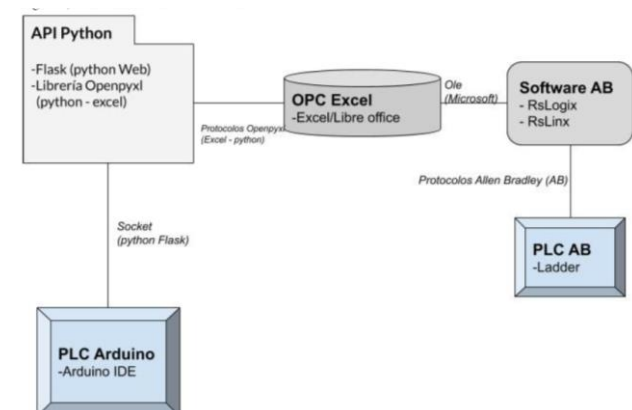 API Python
-Flask (python Web)
-Librería Openpyxl
(python - excel)
OPC Excel
-Excel/Libre office
Ole
(Microsoft)
Software AB
- RsLogix
- RsLinx
Protocolos Openpyxl
(Excel - python)
Protocolos Allen Bradley (AB)
Socket
(python Flask)
PLC AB
-Ladder
PLC Arduino
-Arduino IDE